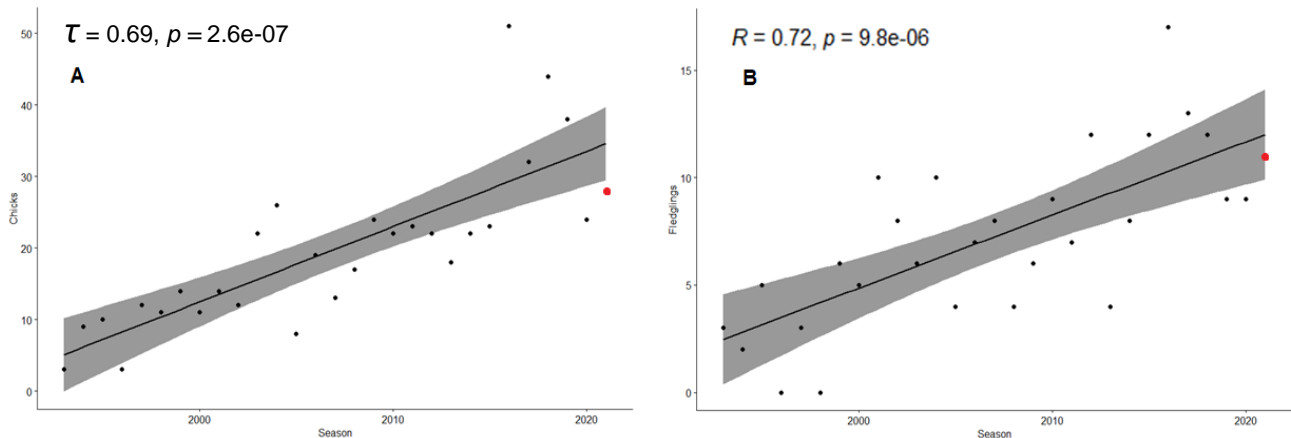 τ = 0.69, p = 2.6e-07
A
50
40
30
20
10
0
Chicks
2000
2010
2020
Season
R = 0.72, p = 9.8e-06
B
15
10
5
0
Fledglings
2000
2010
2020
Season